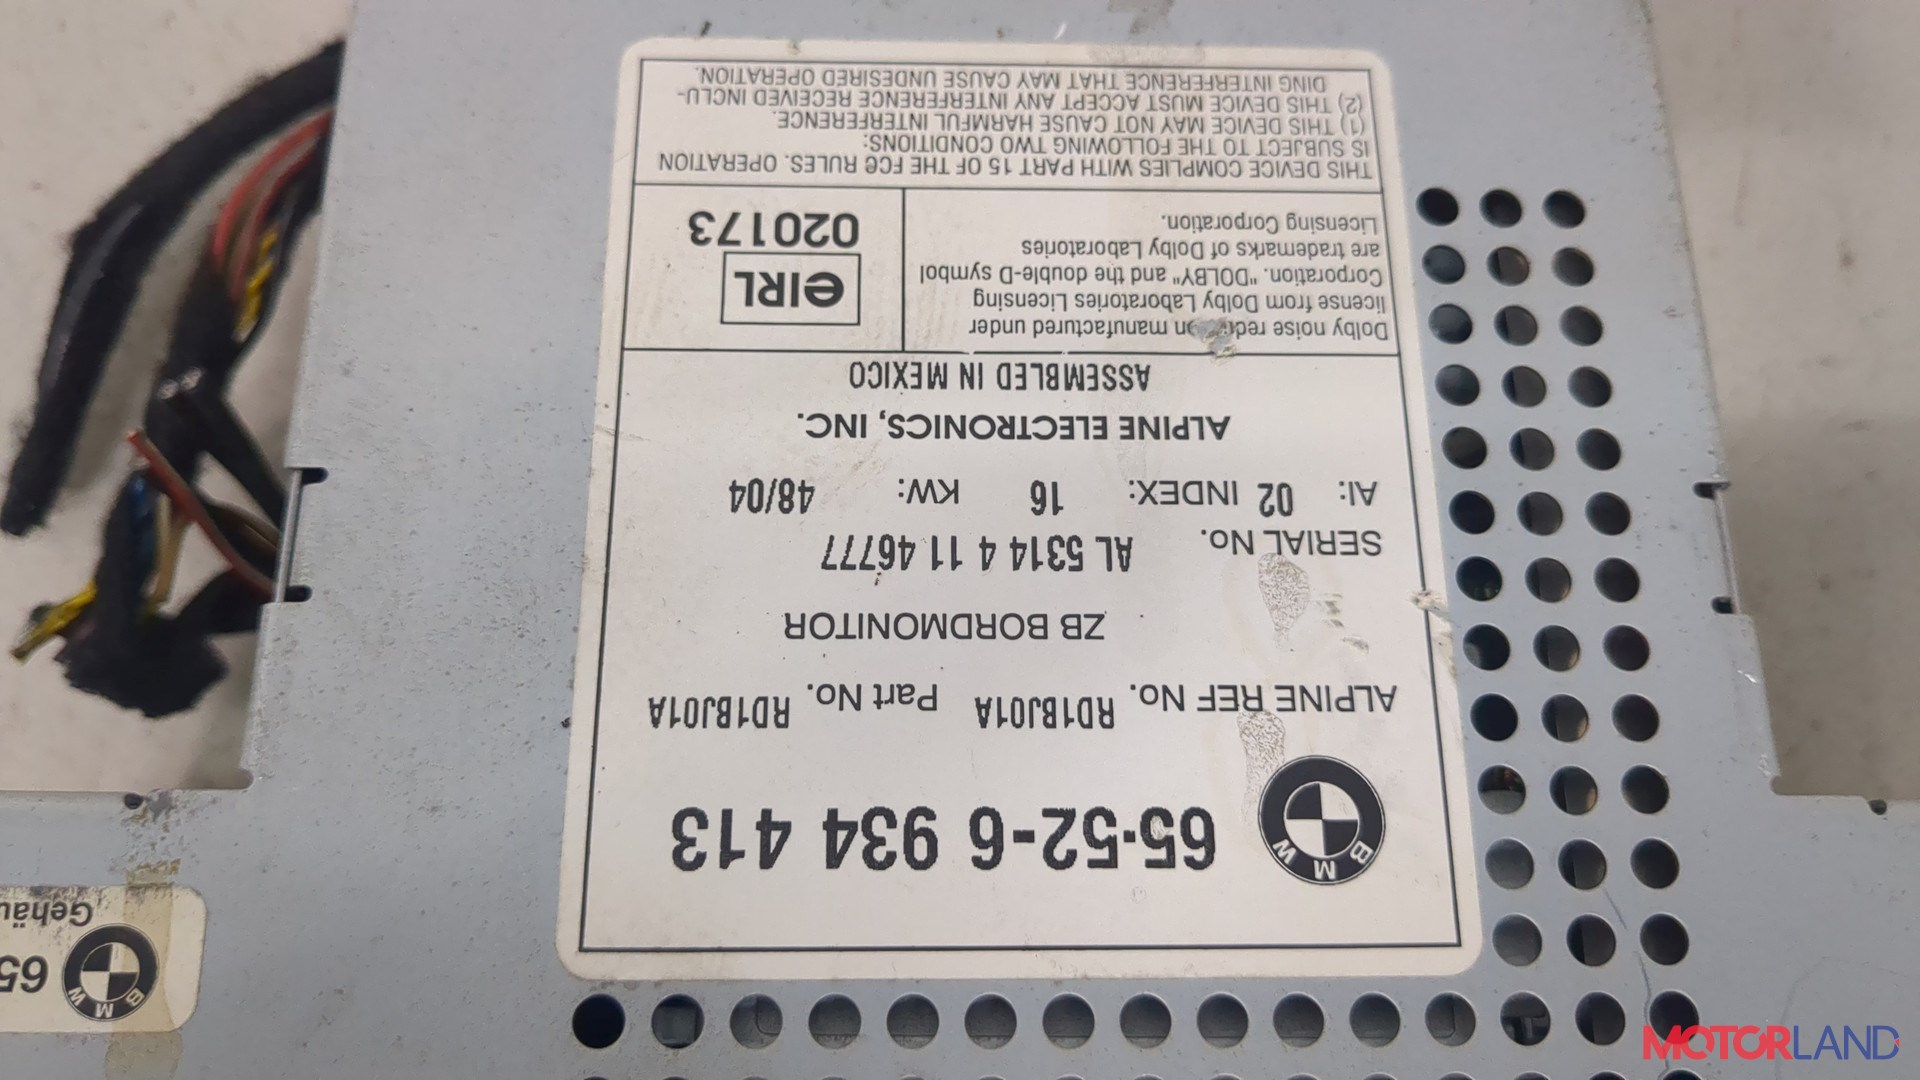 65-52-6 934 413
BMW
ALPINE REF No. RD1BJ01A Part No. RD1BJ01A
ZB BORDMONITOR
SERIAL No. AL 5314 4 11 46777
AI: 02 INDEX: 16 KW: 48/04
ALPINE ELECTRONICS, INC.
ASSEMBLED IN MEXICO
Dolby noise reduction manufactured under
license from Dolby Laboratories Licensing
Corporation. "DOLBY" and the double-D symbol
are trademarks of Dolby Laboratories
Licensing Corporation.
eIRL
020173
THIS DEVICE COMPLIES WITH PART 15 OF THE FCC RULES. OPERATION
IS SUBJECT TO THE FOLLOWING TWO CONDITIONS:
(1) THIS DEVICE MAY NOT CAUSE HARMFUL INTERFERENCE.
(2) THIS DEVICE MUST ACCEPT ANY INTERFERENCE RECEIVED INCLU-
DING INTERFERENCE THAT MAY CAUSE UNDESIRED OPERATION.
BMW
65
MOTORLAND